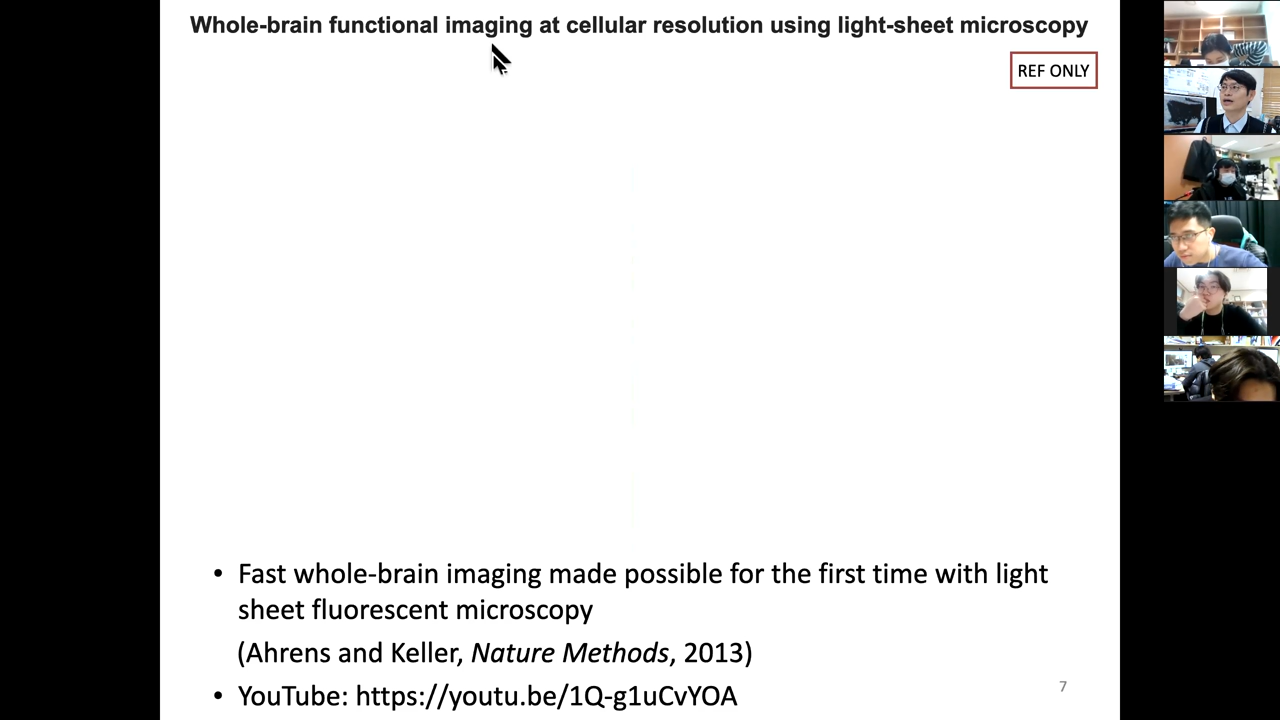 Whole-brain functional imaging at cellular resolution using light-sheet microscopy
REF ONLY
• Fast whole-brain imaging made possible for the first time with light
sheet fluorescent microscopy
(Ahrens and Keller, Nature Methods, 2013)
• YouTube: https://youtu.be/1Q-g1uCvYOA
7